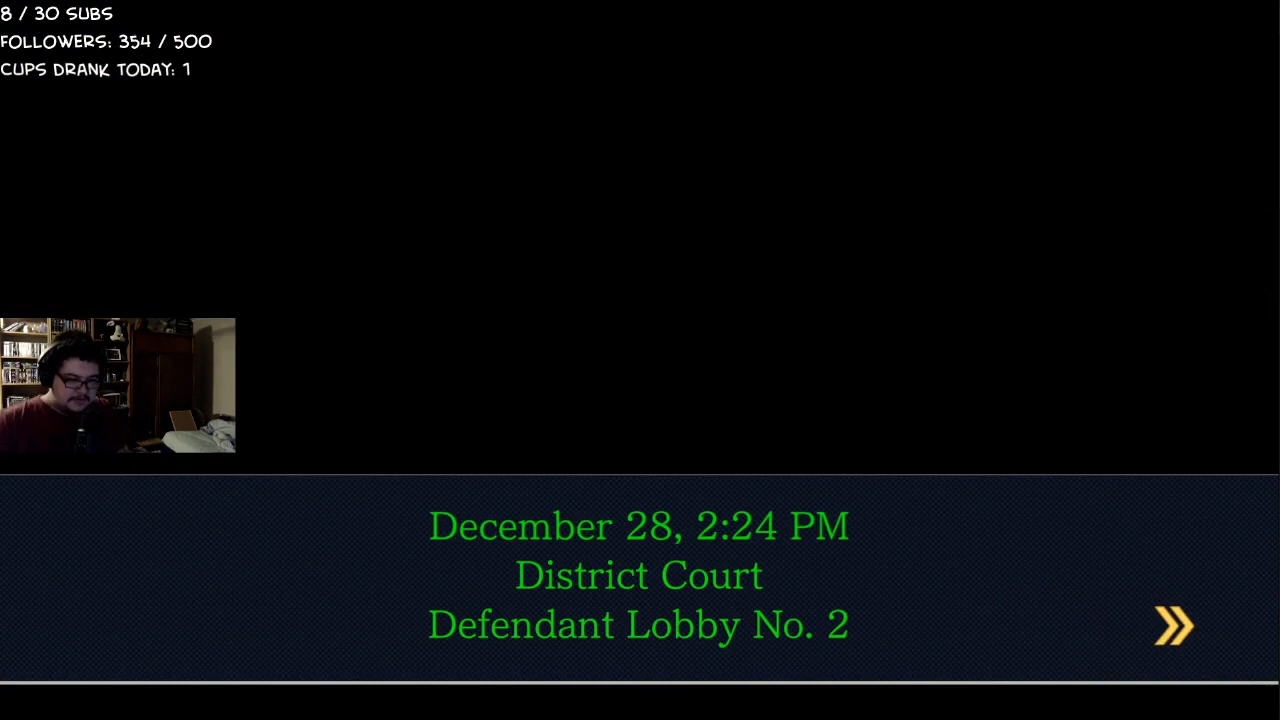 8 / 30 SUBS
FOLLOWERS: 354 / 500
CUPS DRANK TODAY: 1
December 28, 2:24 PM
District Court
Defendant Lobby No. 2